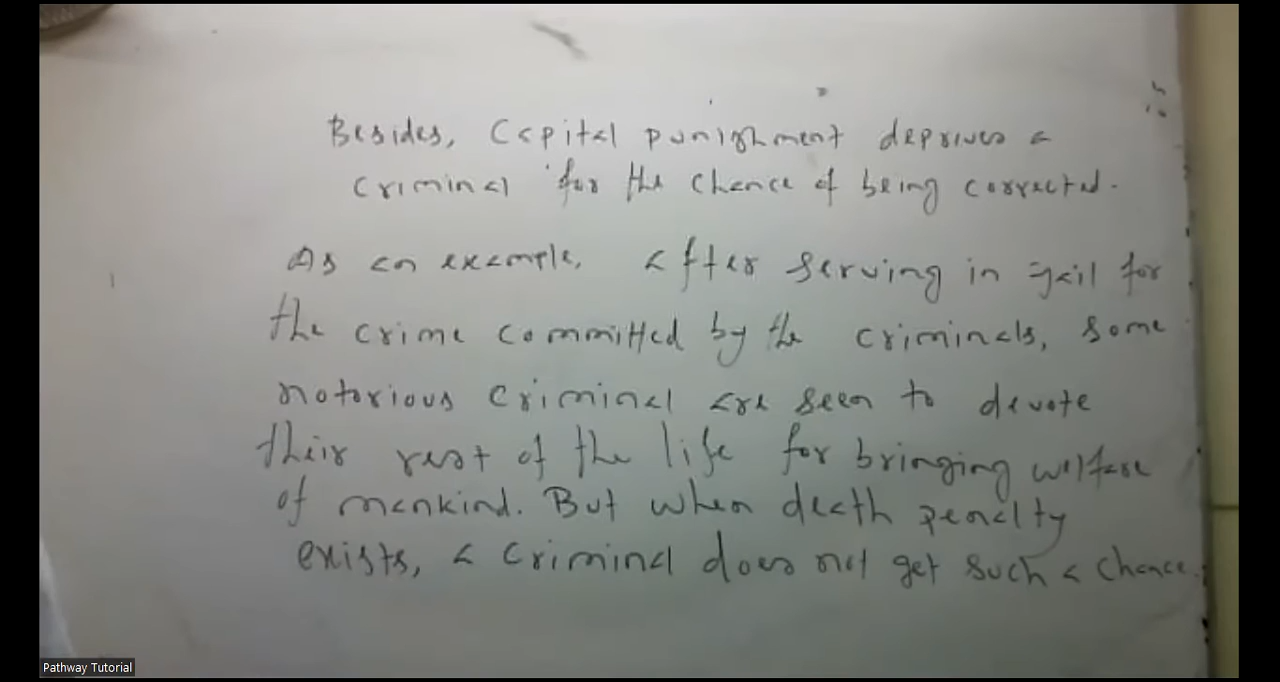 Besides, Capital punishment deprives a
criminal for the chance of being corrected.
As an example, after serving in jail for
the crime committed by the criminals, some
notorious criminal are seen to devote
their rest of the life for bringing welfare
of mankind. But when death penalty
exists, a criminal does not get such a chance.
Pathway Tutorial